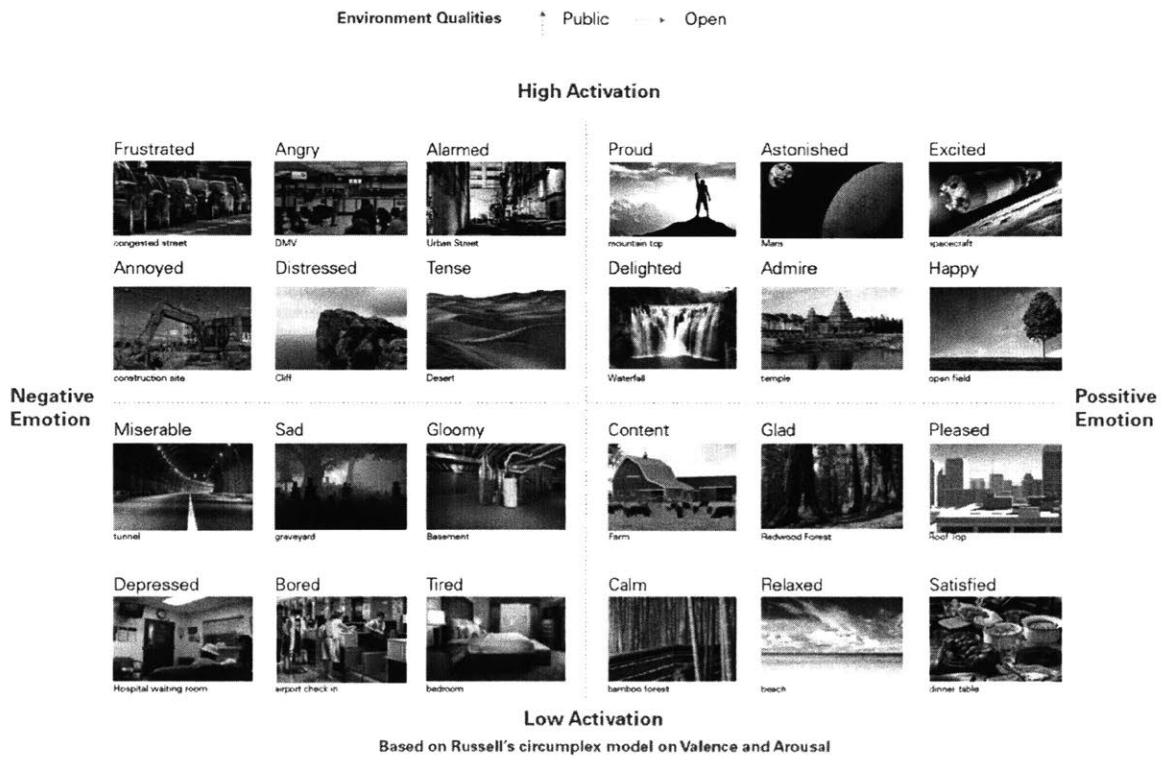 Environment Qualities Public Open
High Activation
Frustrated Angry Alarmed Proud Astonished Excited
congested street DMV Urban Street mountain top Mars spacecraft
Annoyed Distressed Tense Delighted Admire Happy
construction site Cliff Desert Waterfall temple open field
Negative
Emotion
Possitive
Emotion
Miserable Sad Gloomy Content Glad Pleased
tunnel graveyard Basement Farm Redwood Forest Roof Top
Depressed Bored Tired Calm Relaxed Satisfied
Hospital waiting room airport check in bedroom bamboo forest beach dinner table
Low Activation
Based on Russell's circumplex model on Valence and Arousal